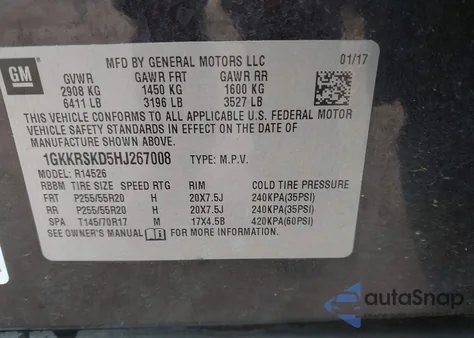 GM
MFD BY GENERAL MOTORS LLC 01/17
GVWR GAWR FRT GAWR RR
2908 KG 1450 KG 1600 KG
6411 LB 3196 LB 3527 LB
THIS VEHICLE CONFORMS TO ALL APPLICABLE U.S. FEDERAL MOTOR
VEHICLE SAFETY, BUMPER, AND THEFT PREVENTION
STANDARDS IN EFFECT ON THE DATE OF
MANUFACTURE SHOWN ABOVE.
1GKKRSKD5HJ267008 TYPE: M.P.V.
MODEL: R14526
RBBM TIRE SIZE SPEED RTG RIM COLD TIRE PRESSURE
FRT P255/55R20 H 20X7.5J 240KPA(35PSI)
RR P255/55R20 H 20X7.5J 240KPA(35PSI)
SPA T145/70R17 M 17X4.5B 420KPA(60PSI)
SEE OWNER'S MANUAL FOR MORE INFORMATION
autoSnap